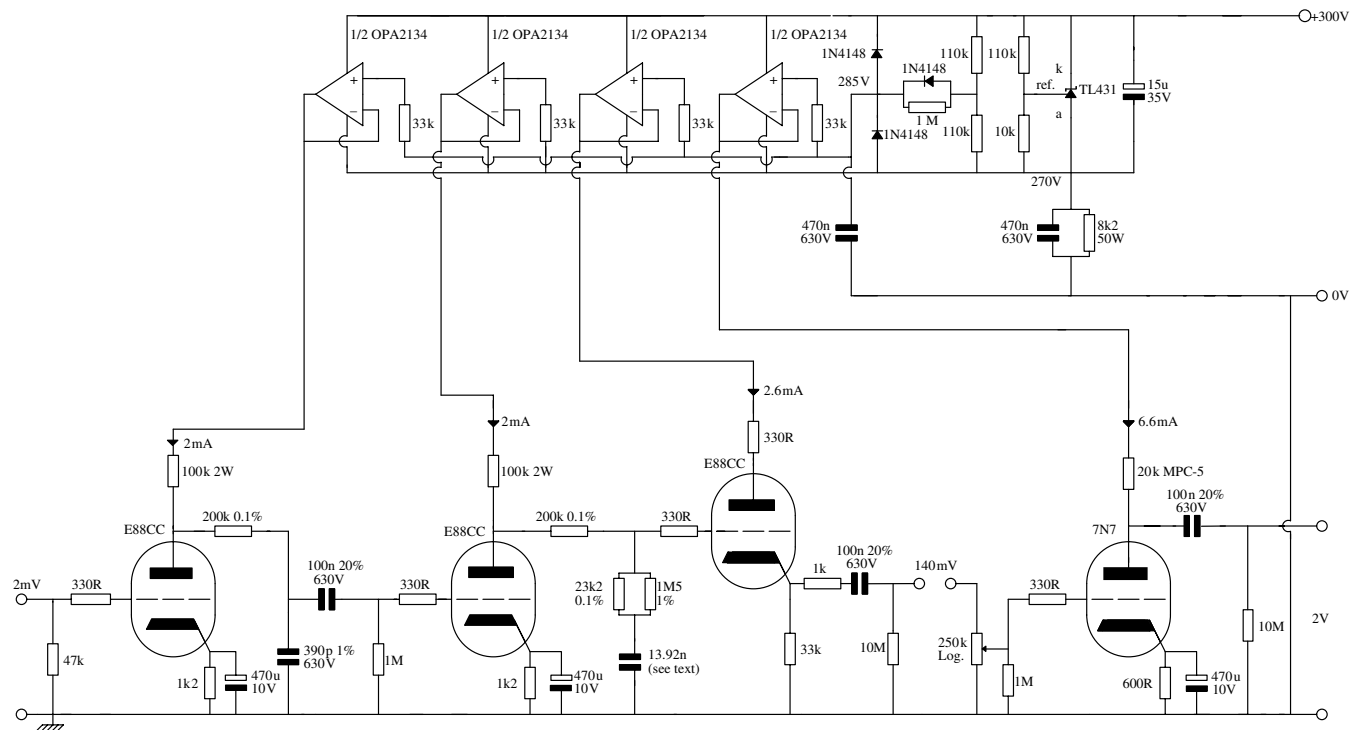 +300V
1/2 OPA2134
1/2 OPA2134
1/2 OPA2134
1/2 OPA2134
1N4148
110k
110k
k
1N4148
285V
ref.
TL431
15u
35V
+
−
+
−
+
−
+
−
33k
33k
33k
33k
1 M
a
1N4148
110k
10k
270V
470n
630V
470n
630V
8k2
50W
0V
2.6mA
2mA
2mA
6.6mA
330R
100k 2W
100k 2W
E88CC
20k MPC-5
100n 20%
630V
E88CC
200k 0.1%
E88CC
200k 0.1%
330R
7N7
100n 20%
630V
100n 20%
630V
2mV
330R
330R
23k2
0.1%
1M5
1%
1k
140mV
330R
47k
390p 1%
630V
1M
13.92n
(see text)
33k
10M
250k
Log.
1M
10M
2V
1k2
470u
10V
1k2
470u
10V
600R
470u
10V